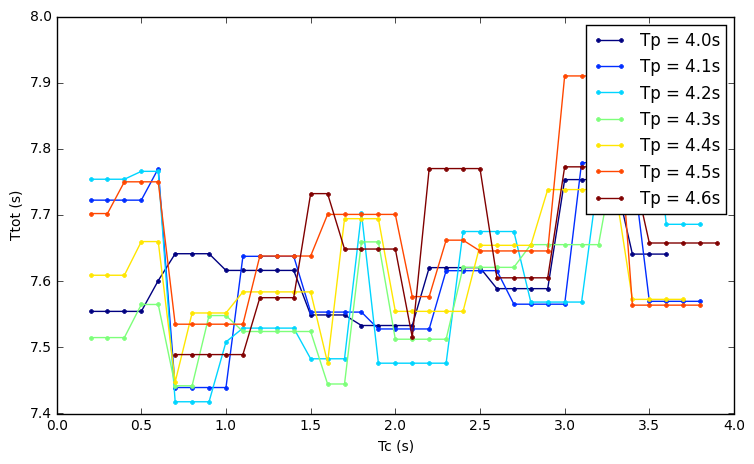 8.0
7.9
7.8
7.7
7.6
7.5
7.4
Ttot (s)
Tp = 4.0s
Tp = 4.1s
Tp = 4.2s
Tp = 4.3s
Tp = 4.4s
Tp = 4.5s
Tp = 4.6s
0.0 0.5 1.0 1.5 2.0 2.5 3.0 3.5 4.0
Tc (s)